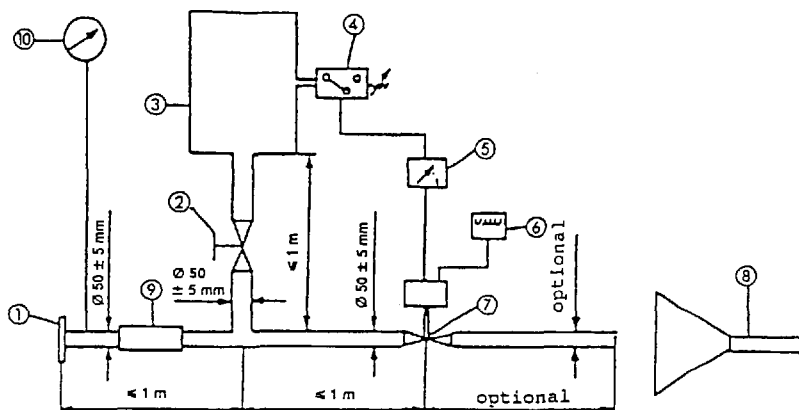 10
4
3
5
2
6
≤ 1 m
Ø 50 ± 5 mm
Ø 50
± 5 mm
Ø 50 ± 5 mm
optional
9
7
8
1
≤ 1 m
≤ 1 m
optional